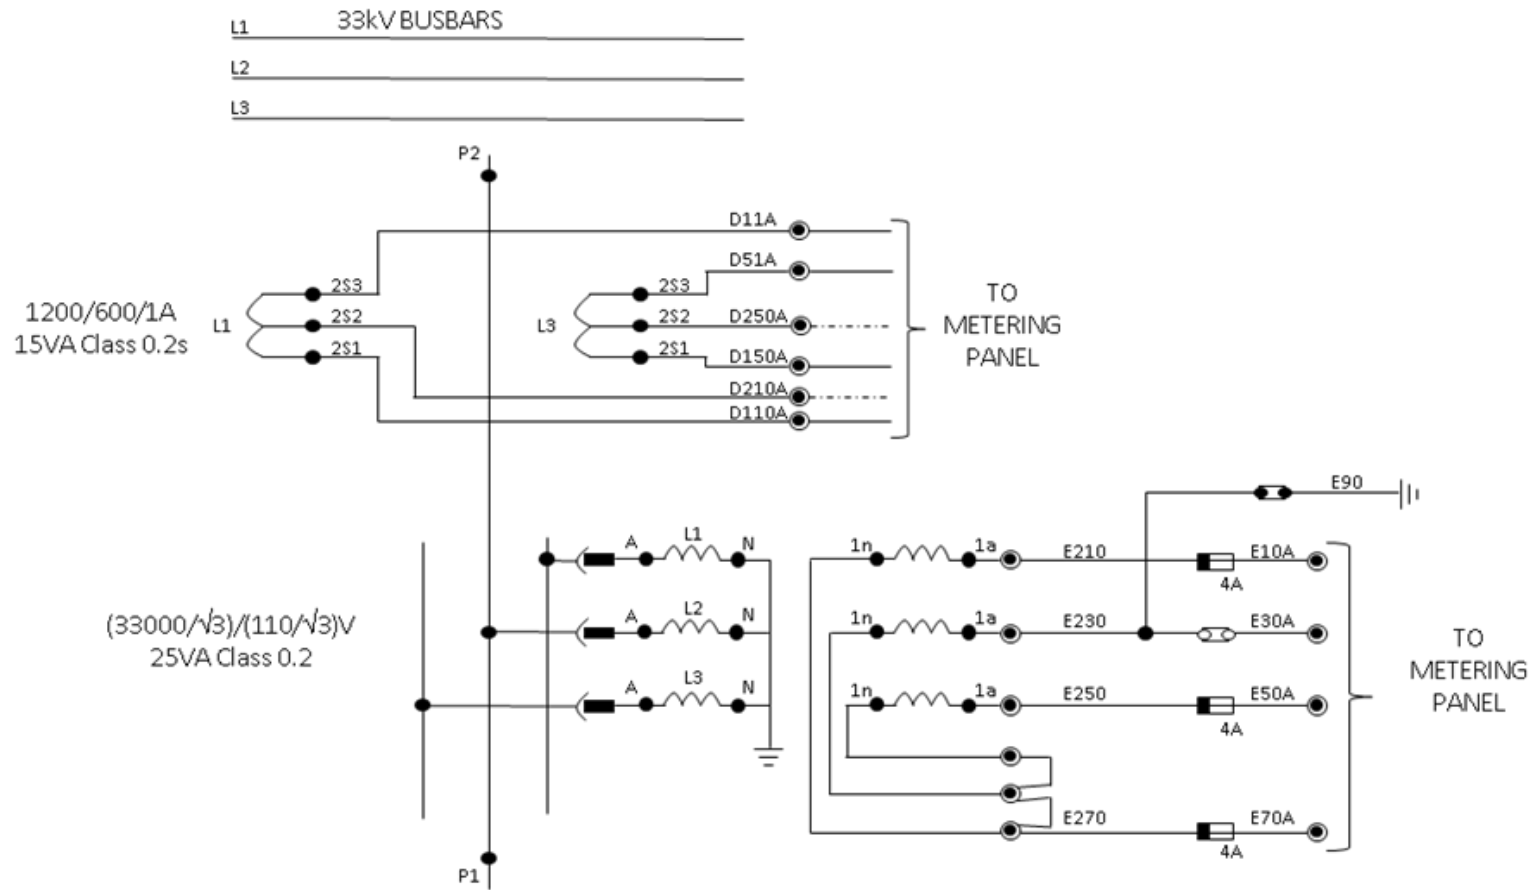 L1 33kV BUSBARS
L2
L3
P2
D11A
D51A
2S3 2S3
1200/600/1A
15VA Class 0.2s
L1 2S2 L3 2S2 D250A
2S1 2S1 D150A
D210A
D110A
TO
METERING
PANEL
E90
A L1 N 1n 1a E210 E10A
4A
(33000/√3)/(110/√3)V
25VA Class 0.2
A L2 N 1n 1a E230 E30A
A L3 N 1n 1a E250 E50A
4A
TO
METERING
PANEL
E270 E70A
4A
P1